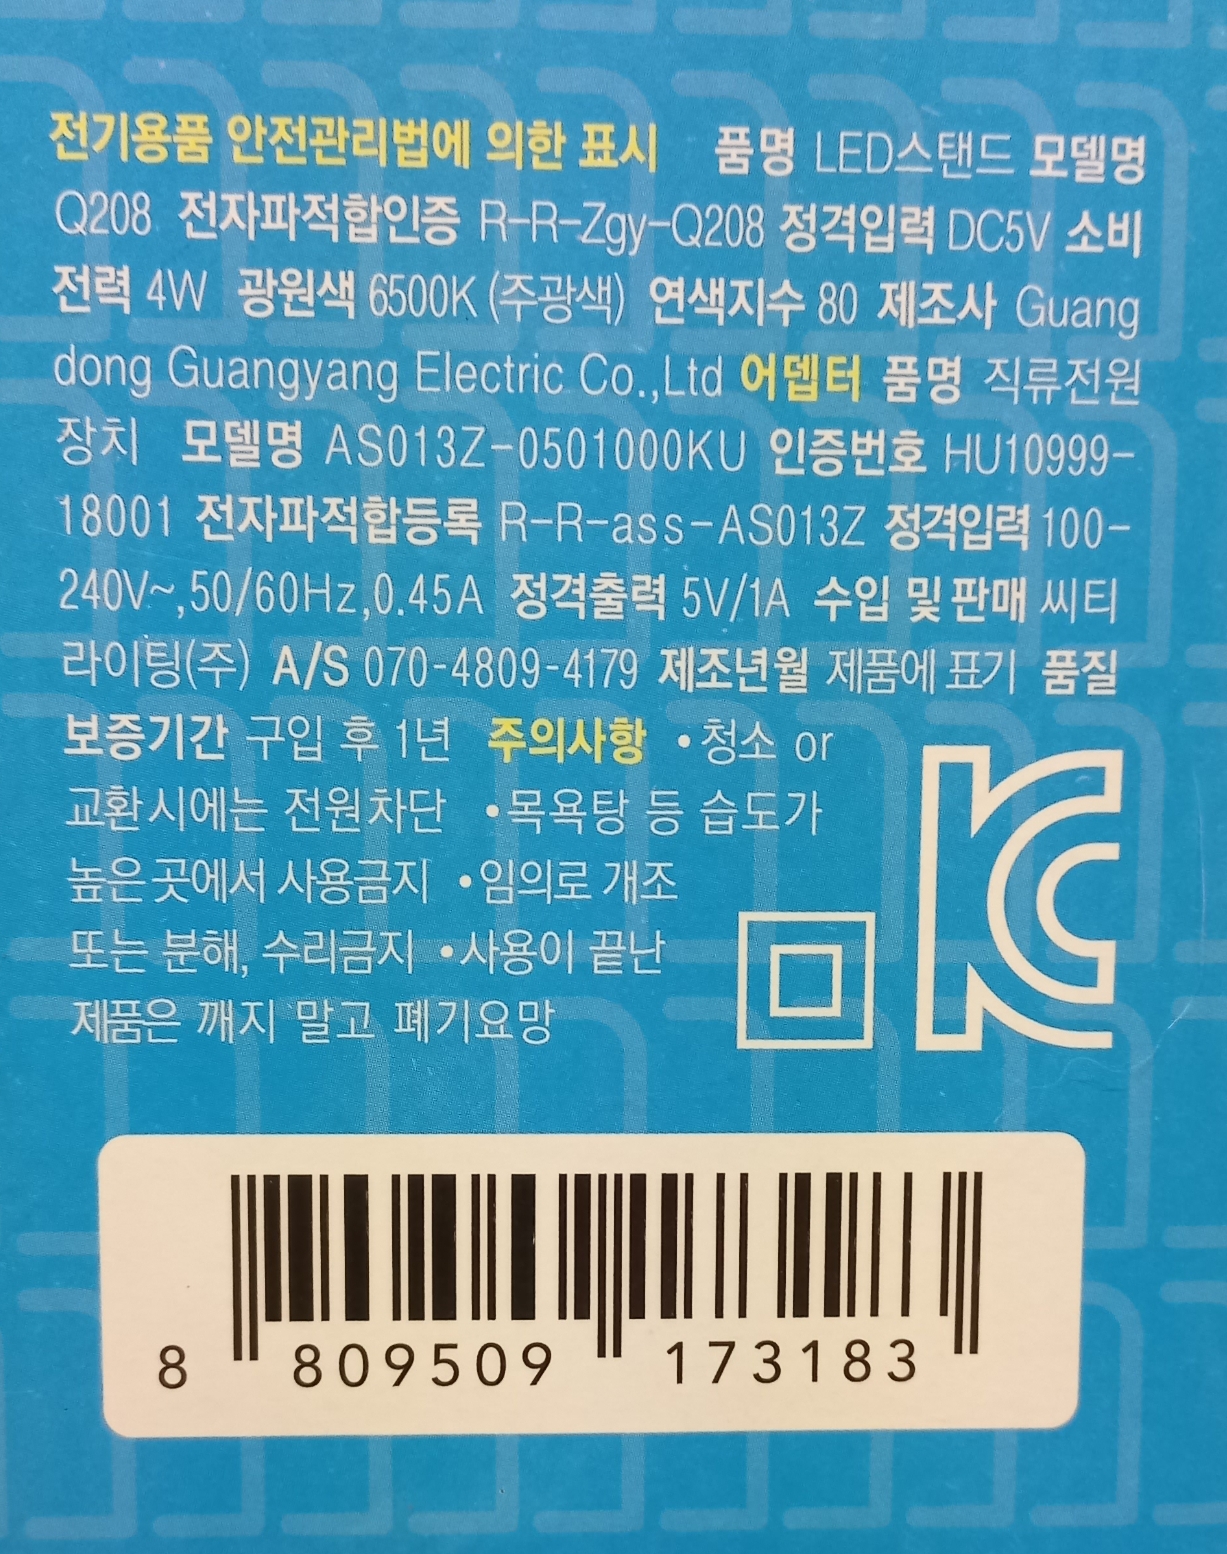 전기용품 안전관리법에 의한 표시 품명 LED스탠드 모델명
Q208 전자파적합인증 R-R-Zgy-Q208 정격입력 DC5V 소비
전력 4W 광원색 6500K (주광색) 연색지수 80 제조사 Guang
dong Guangyang Electric Co.,Ltd 어뎁터 품명 직류전원
장치 모델명 AS013Z-0501000KU 인증번호 HU10999-
18001 전자파적합등록 R-R-ass-AS013Z 정격입력 100-
240V~,50/60Hz,0.45A 정격출력 5V/1A 수입 및 판매 씨티
라이팅(주) A/S 070-4809-4179 제조년월 제품에 표기 품질
보증기간 구입 후 1년 주의사항 •청소 or
교환시에는 전원차단 •목욕탕 등 습도가
높은곳에서 사용금지 •임의로 개조
또는 분해, 수리금지 •사용이 끝난
제품은 깨지 말고 폐기요망
KC
8 809509 173183